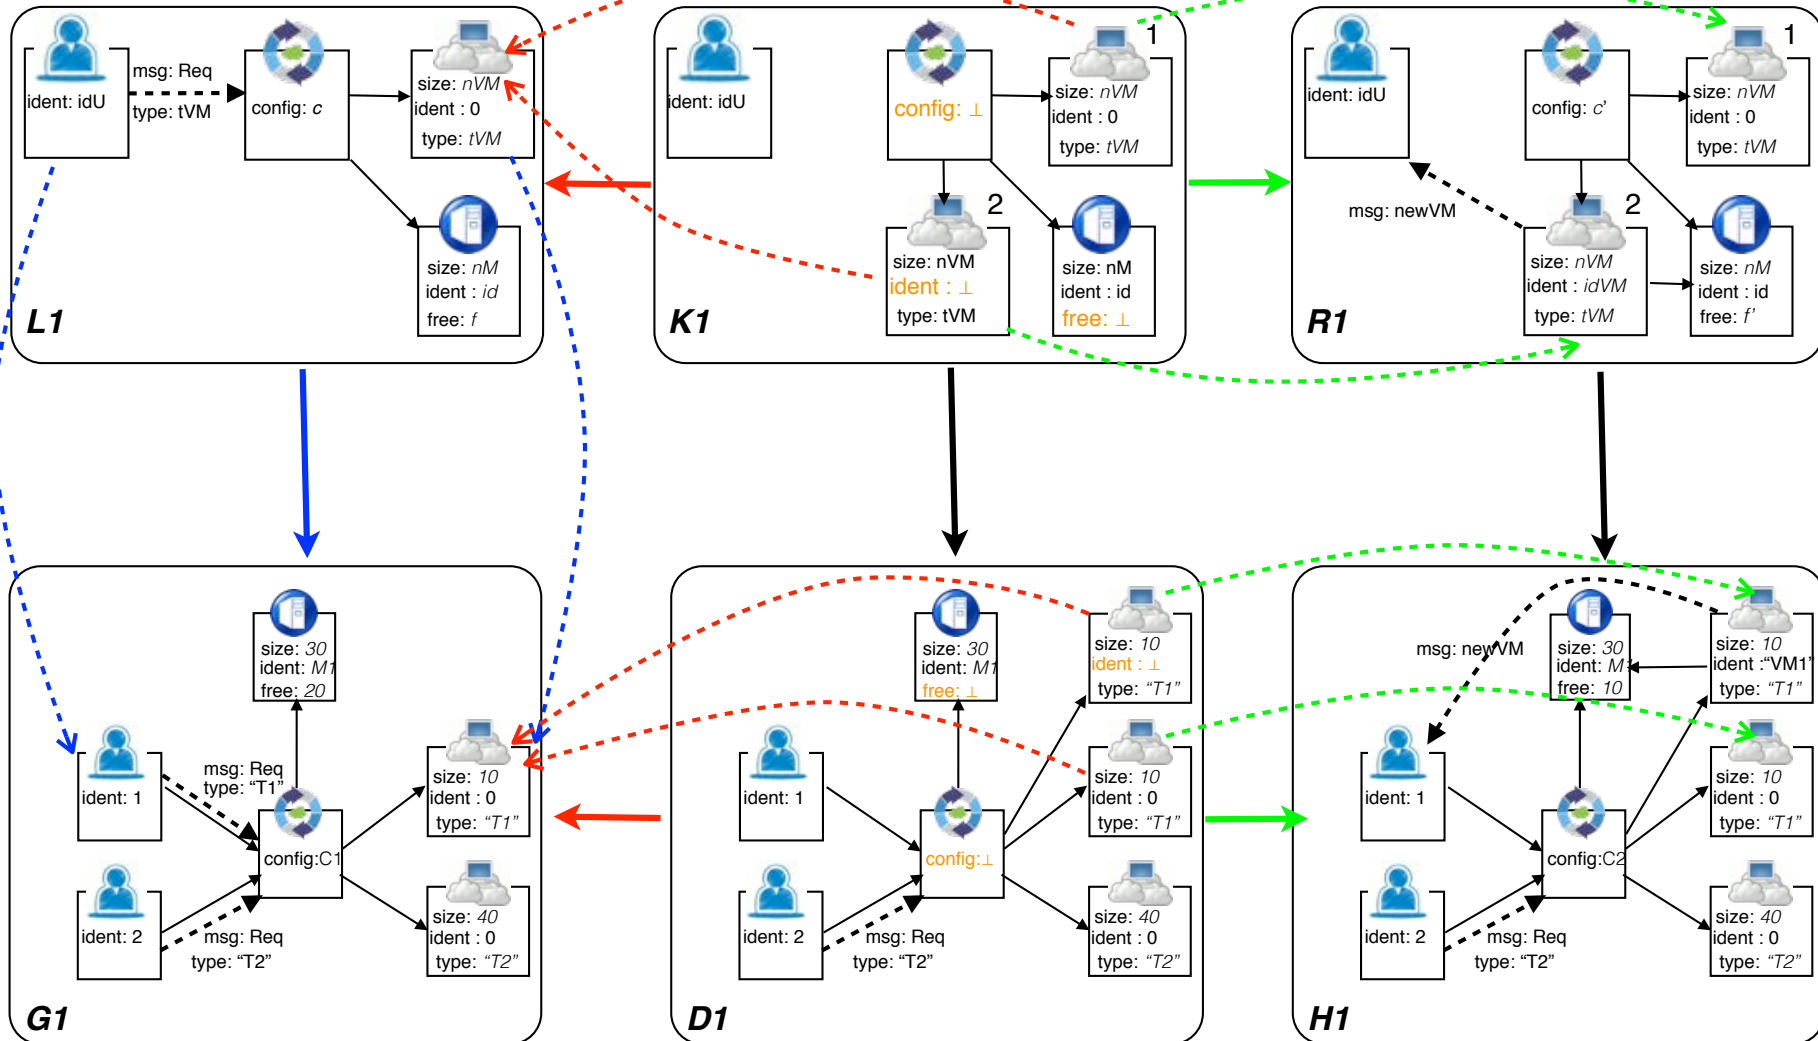 ident: idU
msg: Req
type: tVM
config: c
size: nVM
ident : 0
type: tVM
size: nM
ident : id
free: f
L1
ident: idU
config: ⊥
1
size: nVM
ident : 0
type: tVM
2
size: nVM
ident : ⊥
type: tVM
size: nM
ident : id
free: ⊥
K1
ident: idU
config: c'
1
size: nVM
ident : 0
type: tVM
msg: newVM
2
size: nVM
ident : idVM
type: tVM
size: nM
ident : id
free: f'
R1
size: 30
ident: M1
free: 20
ident: 1
msg: Req
type: “T1”
size: 10
ident : 0
type: “T1”
config:C1
ident: 2
msg: Req
type: “T2”
size: 40
ident : 0
type: “T2”
G1
size: 30
ident: M1
free: ⊥
size: 10
ident : ⊥
type: “T1”
ident: 1
size: 10
ident : 0
type: “T1”
config:⊥
ident: 2
msg: Req
type: “T2”
size: 40
ident : 0
type: “T2”
D1
msg: newVM
size: 30
ident: M1
free: 10
size: 10
ident :“VM1”
type: “T1”
ident: 1
size: 10
ident : 0
type: “T1”
config:C2
ident: 2
msg: Req
type: “T2”
size: 40
ident : 0
type: “T2”
H1